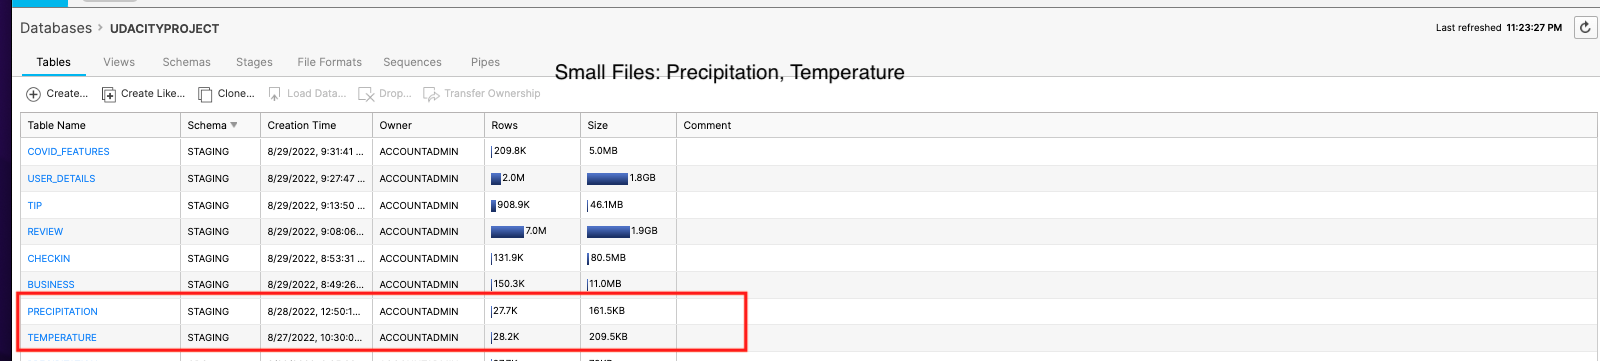 Databases > UDACITYPROJECT
Last refreshed 11:23:27 PM
Tables Views Schemas Stages File Formats Sequences Pipes
Small Files: Precipitation, Temperature
Create... Create Like... Clone... Load Data... Drop... Transfer Ownership
Table Name Schema Creation Time Owner Rows Size Comment
COVID_FEATURES STAGING 8/29/2022, 9:31:41 ... ACCOUNTADMIN 209.8K 5.0MB
USER_DETAILS STAGING 8/29/2022, 9:27:47 ... ACCOUNTADMIN 2.0M 1.8GB
TIP STAGING 8/29/2022, 9:13:50 ... ACCOUNTADMIN 908.9K 46.1MB
REVIEW STAGING 8/29/2022, 9:08:06... ACCOUNTADMIN 7.0M 1.9GB
CHECKIN STAGING 8/29/2022, 8:53:31 ... ACCOUNTADMIN 131.9K 80.5MB
BUSINESS STAGING 8/29/2022, 8:49:26... ACCOUNTADMIN 150.3K 11.0MB
PRECIPITATION STAGING 8/28/2022, 12:50:1... ACCOUNTADMIN 27.7K 161.5KB
TEMPERATURE STAGING 8/27/2022, 10:30:0... ACCOUNTADMIN 28.2K 209.5KB